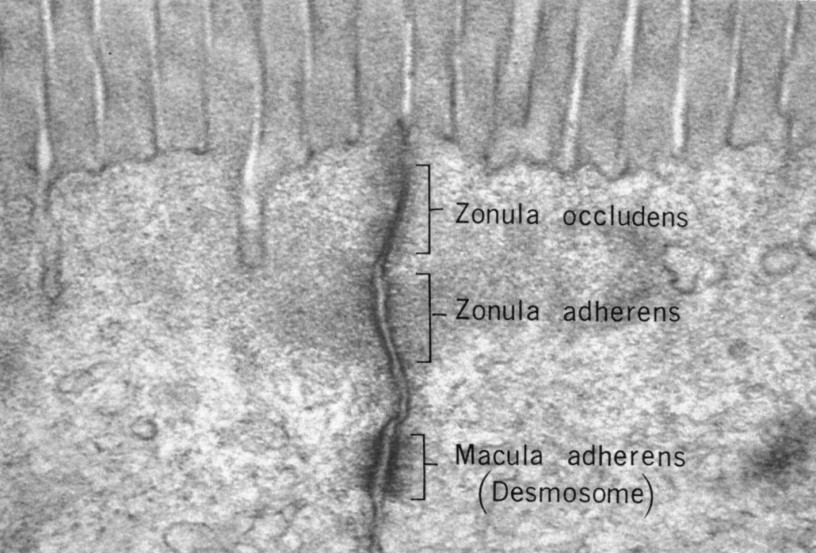 Zonula occludens
Zonula adherens
Macula adherens
(Desmosome)